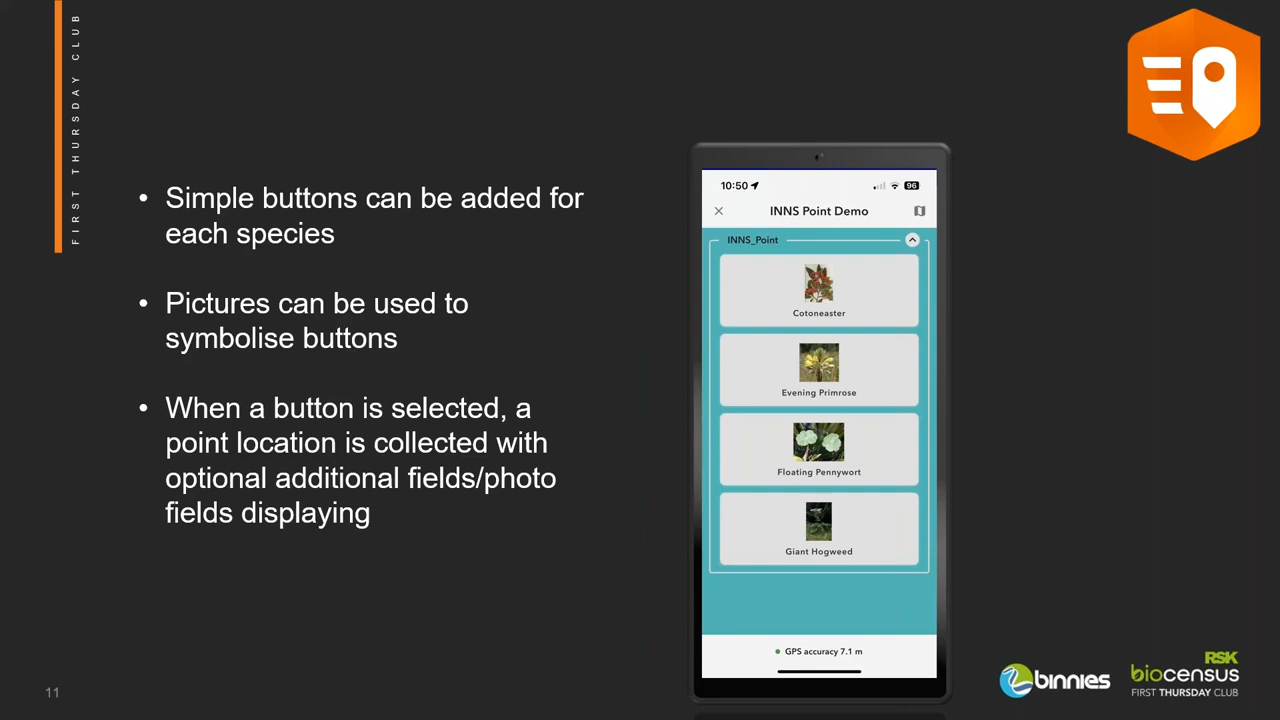 FIRST THURSDAY CLUB
• Simple buttons can be added for
each species
• Pictures can be used to
symbolise buttons
• When a button is selected, a
point location is collected with
optional additional fields/photo
fields displaying
10:50
96
INNS Point Demo
INNS_Point
Cotoneaster
Evening Primrose
Floating Pennywort
Giant Hogweed
GPS accuracy 7.1 m
11
binnies
RSK
biocensus
FIRST THURSDAY CLUB